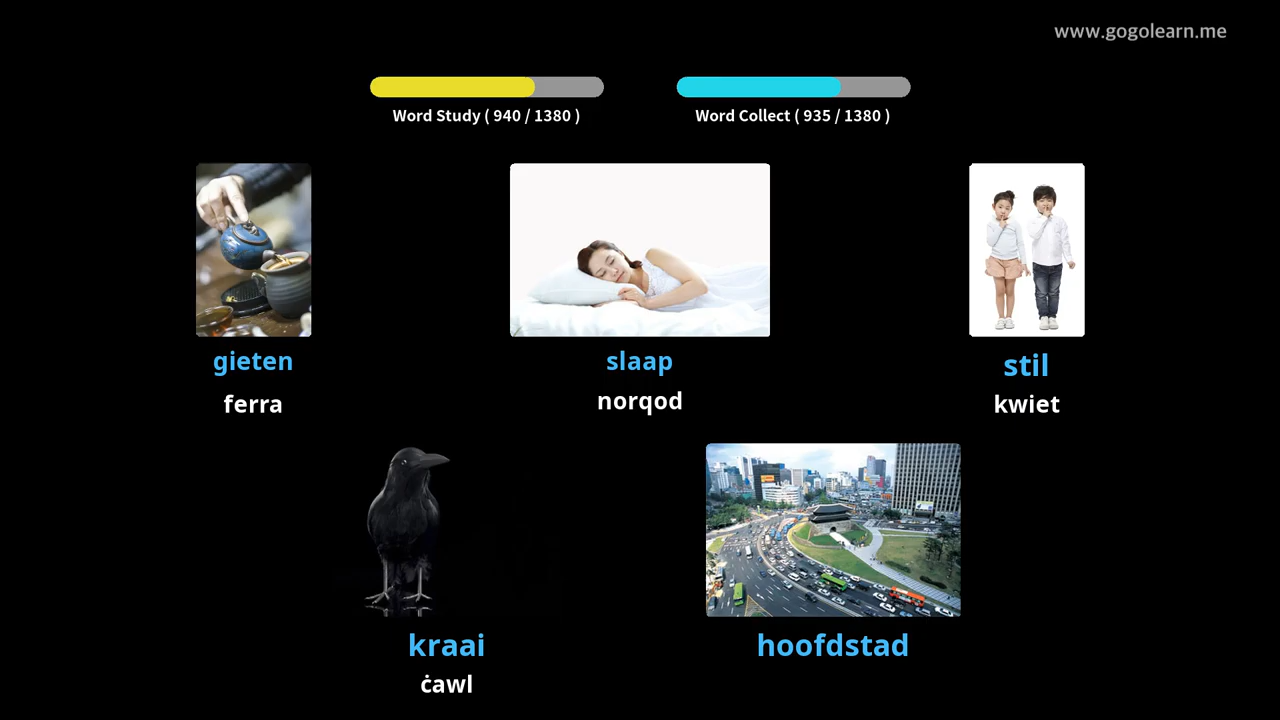 www.gogolearn.me
Word Study ( 940 / 1380 )
Word Collect ( 935 / 1380 )
gieten
ferra
slaap
norqod
stil
kwiet
kraai
ċawl
hoofdstad